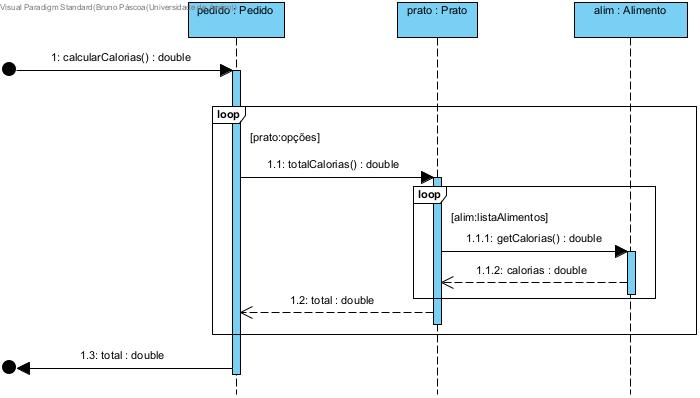 Visual Paradigm Standard(Bruno Páscoa(Universidade
pedido : Pedido
prato : Prato
alim : Alimento
1: calcularCalorias() : double
loop
[prato:opções]
1.1: totalCalorias() : double
loop
[alim:listaAlimentos]
1.1.1: getCalorias() : double
1.1.2: calorias : double
1.2: total : double
1.3: total : double